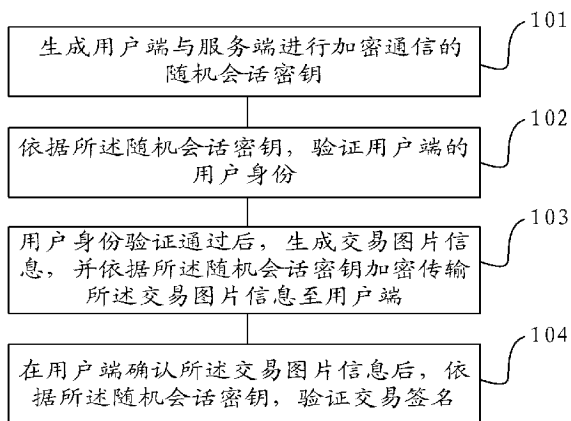 101
生成用户端与服务端进行加密通信的
随机会话密钥
102
依据所述随机会话密钥，验证用户端的
用户身份
103
用户身份验证通过后，生成交易图片信
息，并依据所述随机会话密钥加密传输
所述交易图片信息至用户端
104
在用户端确认所述交易图片信息后，依
据所述随机会话密钥，验证交易签名